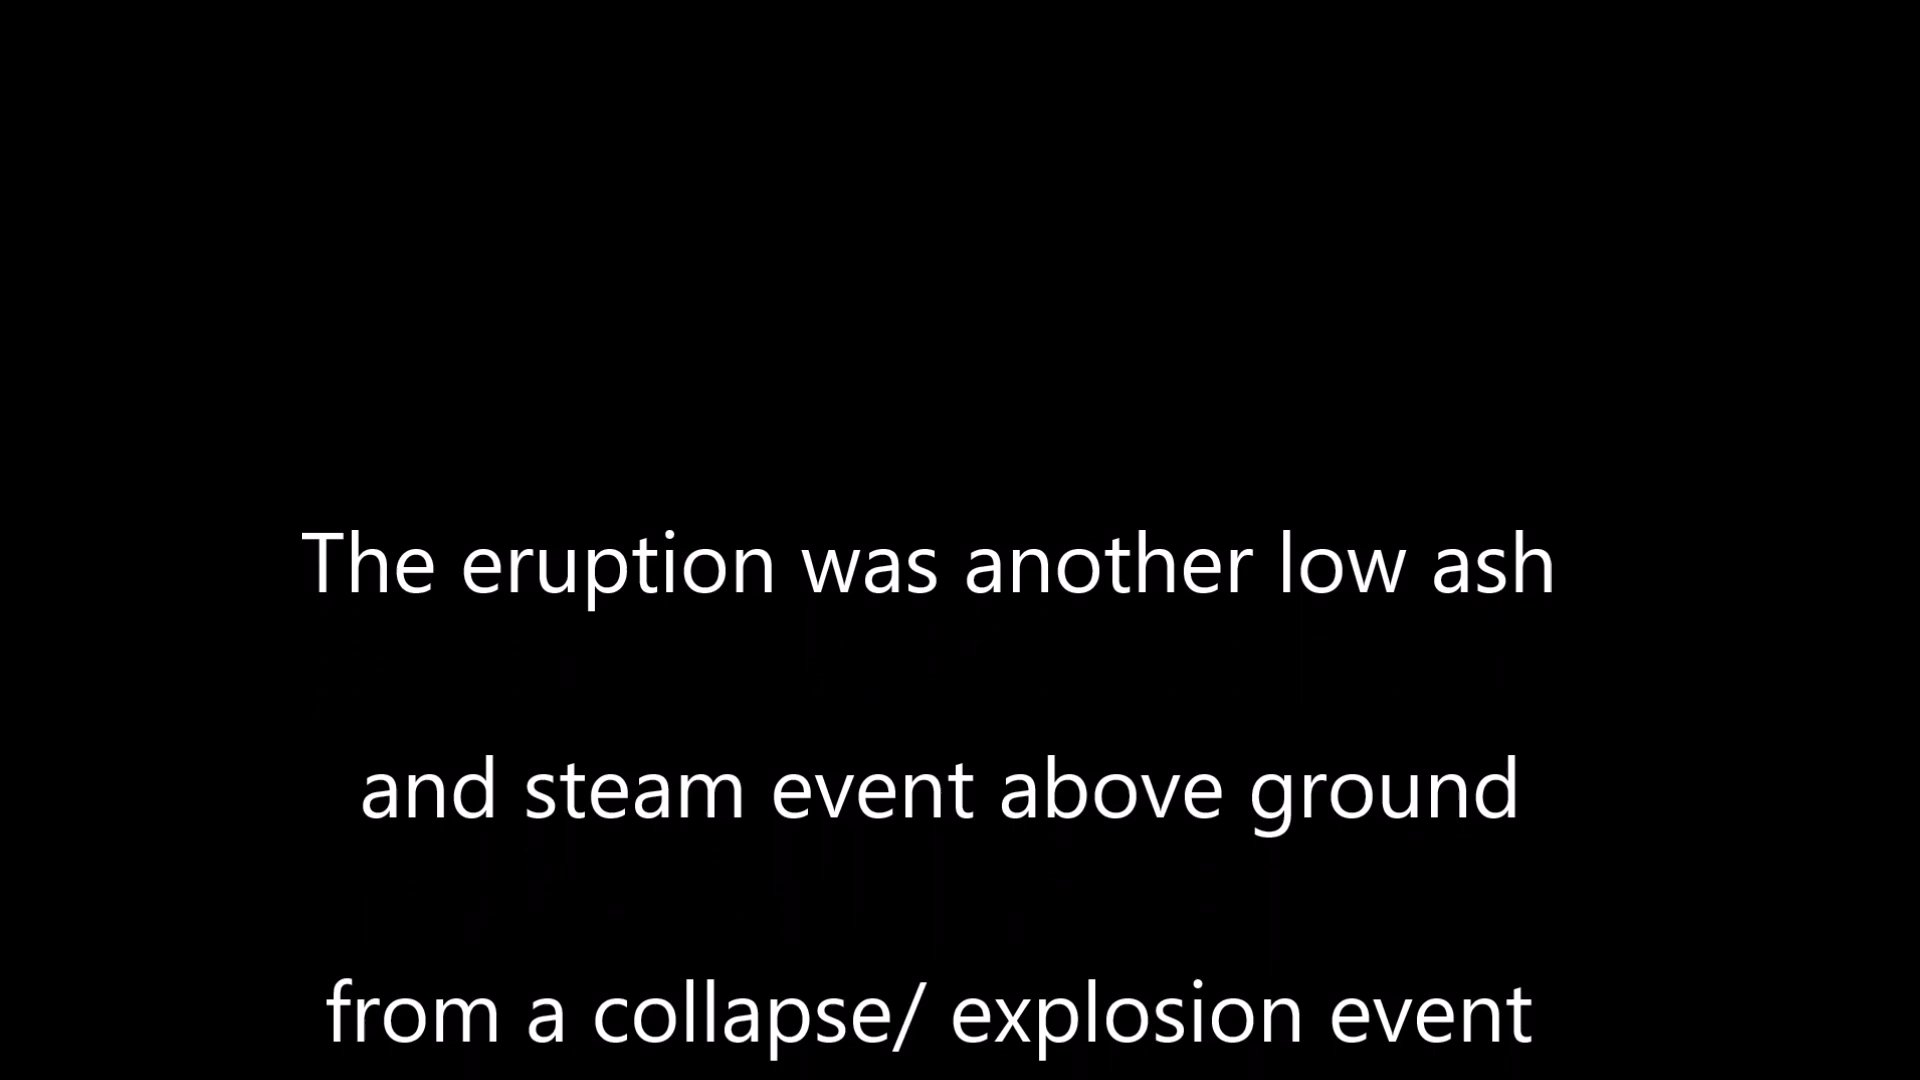 The eruption was another low ash
and steam event above ground
from a collapse/ explosion event